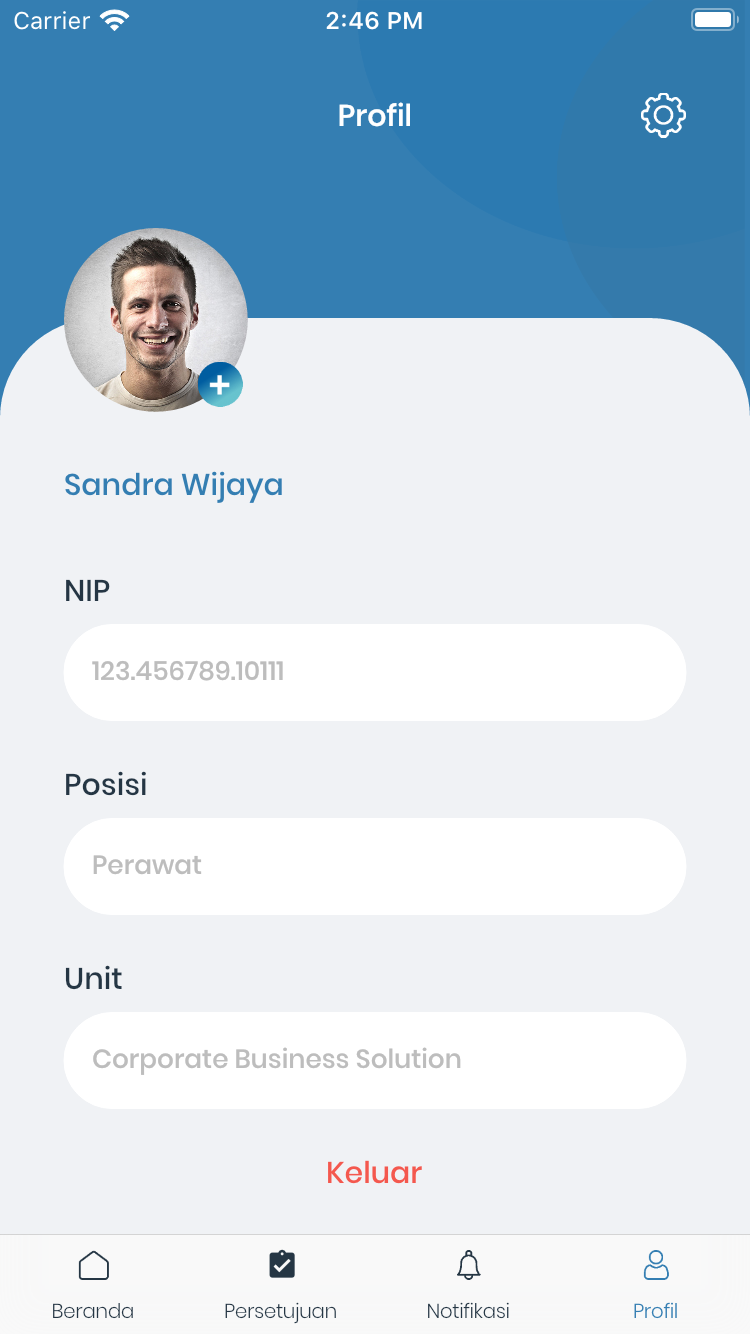 Carrier 2:46 PM
Profil
Sandra Wijaya
NIP
123.456789.10111
Posisi
Perawat
Unit
Corporate Business Solution
Keluar
Beranda Persetujuan Notifikasi Profil